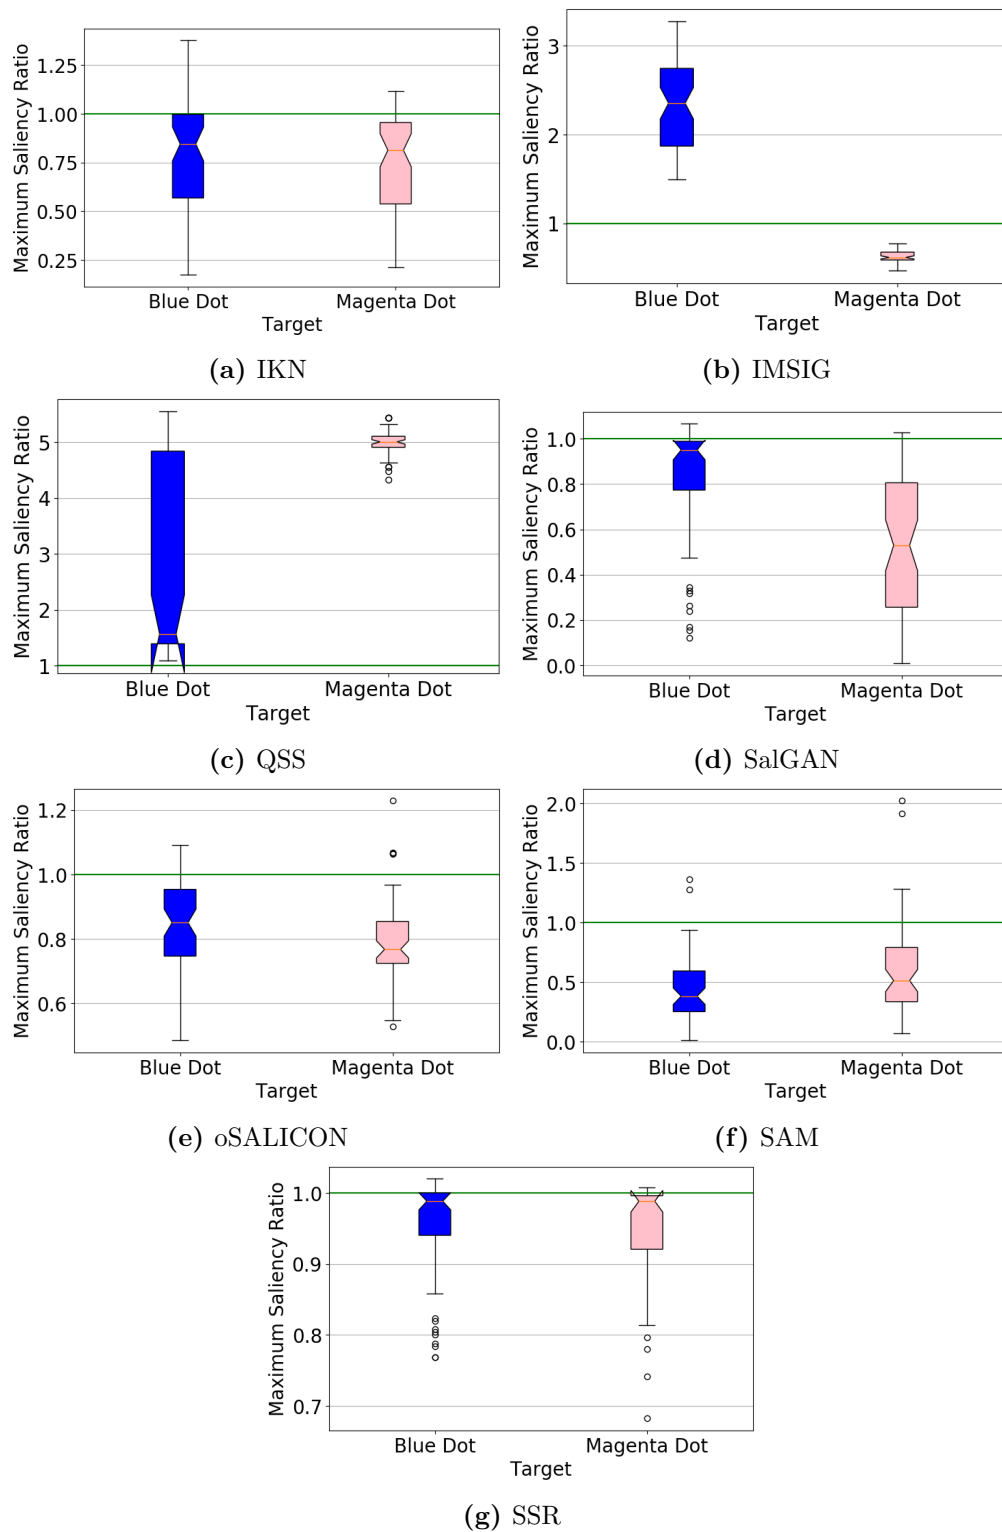 Maximum Saliency Ratio
1.25
1.00
0.75
0.50
0.25
Blue Dot
Magenta Dot
Target
(a) IKN
Maximum Saliency Ratio
3
2
1
Blue Dot
Magenta Dot
Target
(b) IMSIG
Maximum Saliency Ratio
5
4
3
2
1
Blue Dot
Magenta Dot
Target
(c) QSS
Maximum Saliency Ratio
1.0
0.8
0.6
0.4
0.2
0.0
Blue Dot
Magenta Dot
Target
(d) SalGAN
Maximum Saliency Ratio
1.2
1.0
0.8
0.6
Blue Dot
Magenta Dot
Target
(e) oSALICON
Maximum Saliency Ratio
2.0
1.5
1.0
0.5
0.0
Blue Dot
Magenta Dot
Target
(f) SAM
Maximum Saliency Ratio
1.0
0.9
0.8
0.7
Blue Dot
Magenta Dot
Target
(g) SSR